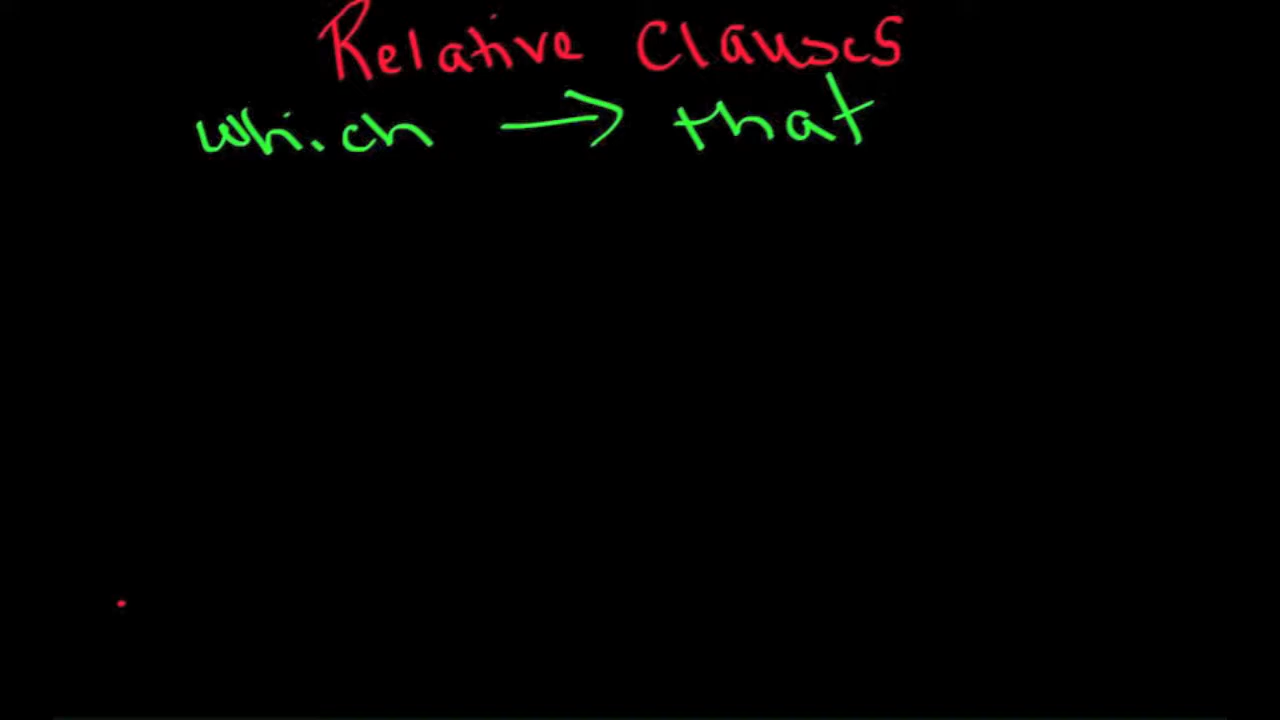 Relative Clauses
which → that